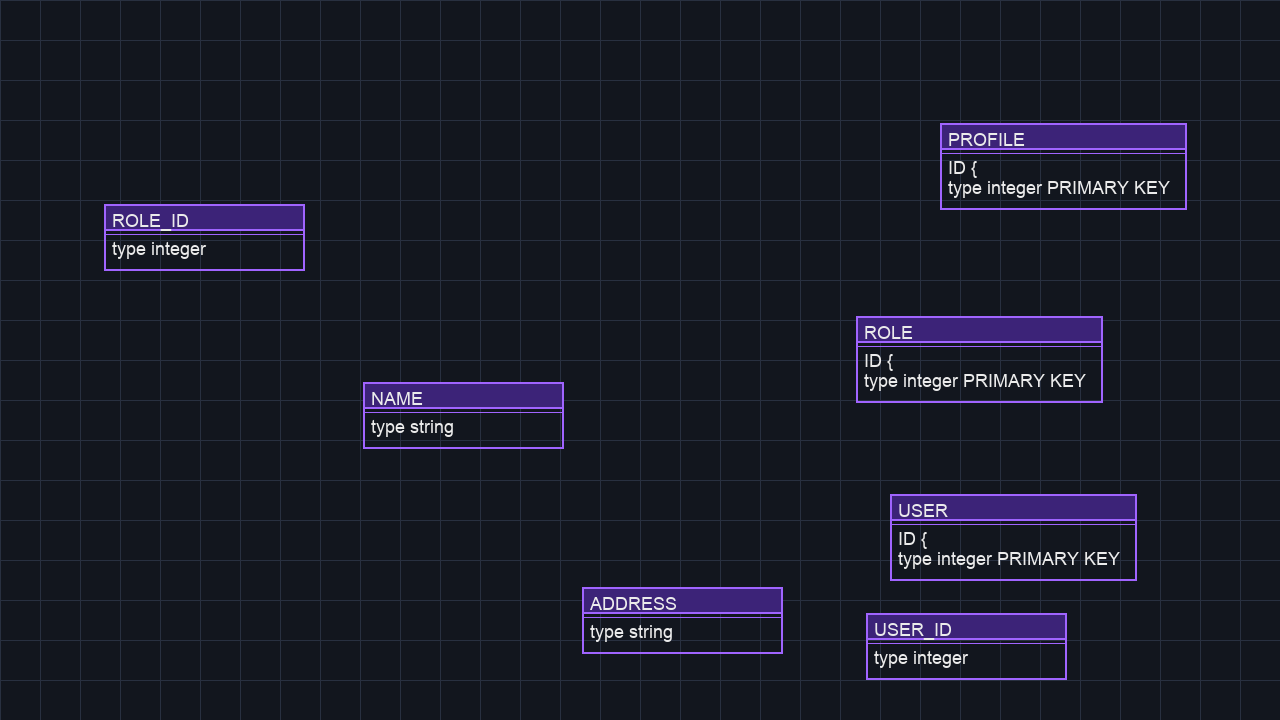 PROFILE
ID {
type integer PRIMARY KEY
ROLE_ID
type integer
ROLE
ID {
type integer PRIMARY KEY
NAME
type string
USER
ID {
type integer PRIMARY KEY
ADDRESS
type string
USER_ID
type integer